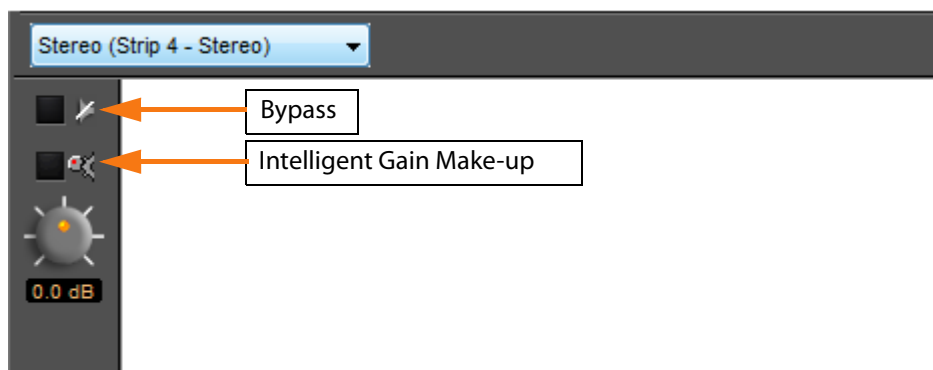 Stereo (Strip 4 - Stereo)
Bypass
Intelligent Gain Make-up
0.0 dB